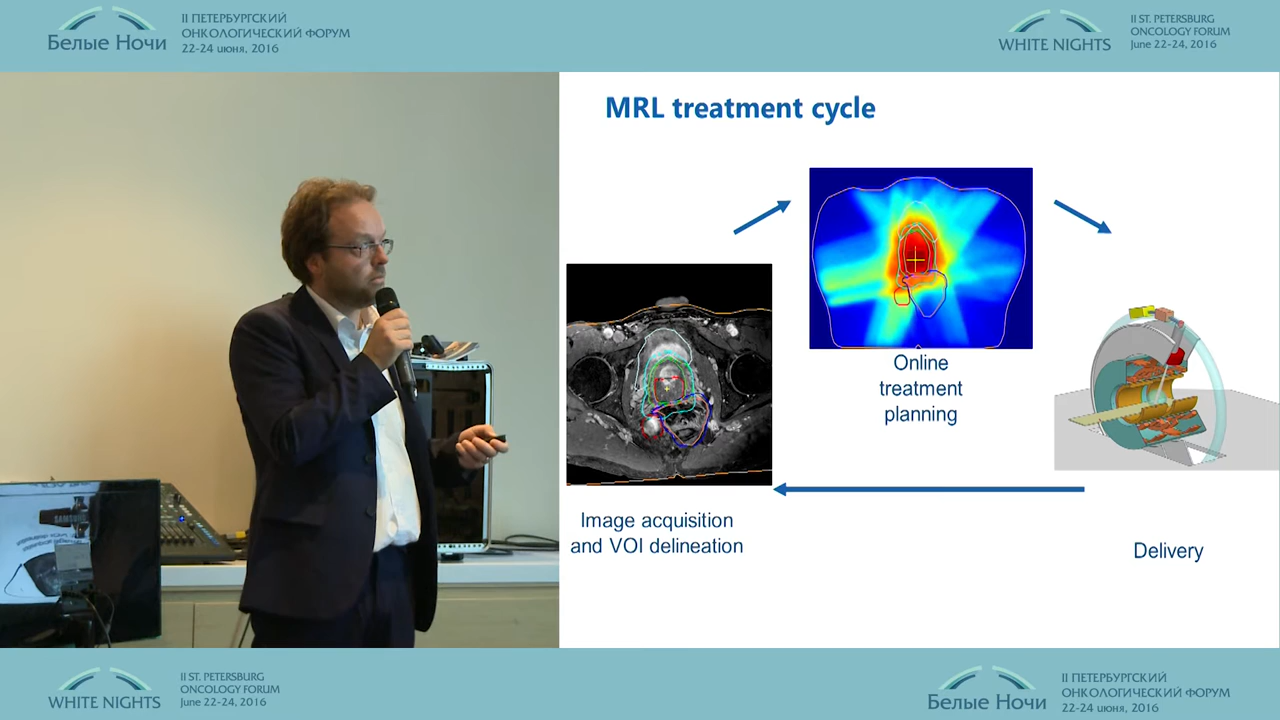 Белые Ночи
II ПЕТЕРБУРГСКИЙ
ОНКОЛОГИЧЕСКИЙ ФОРУМ
22-24 июня, 2016
WHITE NIGHTS
II ST. PETERSBURG
ONCOLOGY FORUM
June 22-24, 2016
MRL treatment cycle
Online
treatment
planning
Image acquisition
and VOI delineation
Delivery
SAMSUNG
WHITE NIGHTS
II ST. PETERSBURG
ONCOLOGY FORUM
June 22-24, 2016
Белые Ночи
II ПЕТЕРБУРГСКИЙ
ОНКОЛОГИЧЕСКИЙ ФОРУМ
22-24 июня, 2016